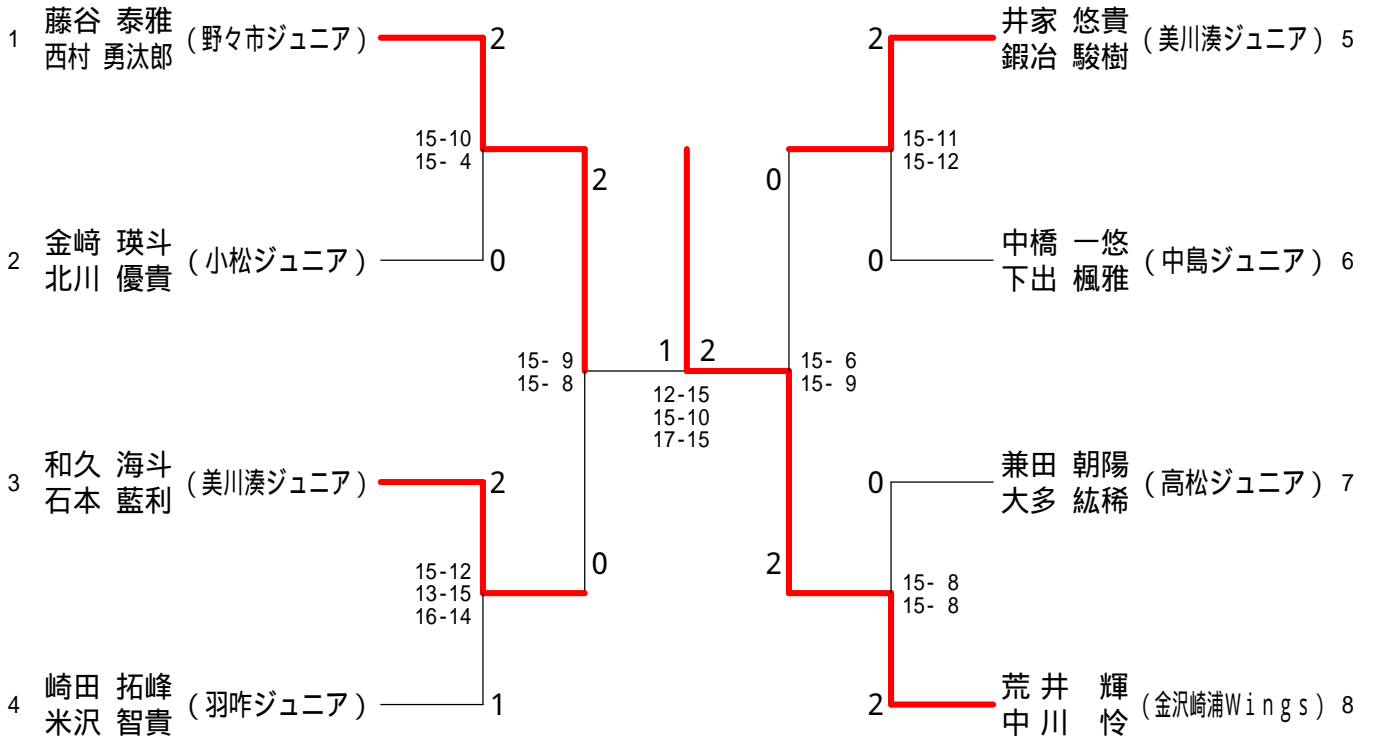 1 藤谷 泰雅 西村 勇汰郎 (野々市ジュニア) 2
2 井家 悠貴 鍜冶 駿樹 (美川湊ジュニア) 5
15-10
15- 4
15-11
15-12
2
0
2 金﨑 瑛斗 北川 優貴 (小松ジュニア) 0
0 中橋 一悠 下出 楓雅 (中島ジュニア) 6
15- 9
15- 8
1 2
15- 6
15- 9
12-15
15-10
17-15
3 和久 海斗 石本 藍利 (美川湊ジュニア) 2
0 兼田 朝陽 大多 紘稀 (高松ジュニア) 7
0
2
15-12
13-15
16-14
15- 8
15- 8
4 崎田 拓峰 米沢 智貴 (羽咋ジュニア) 1
2 荒井 輝 中川 怜 (金沢崎浦Wings) 8